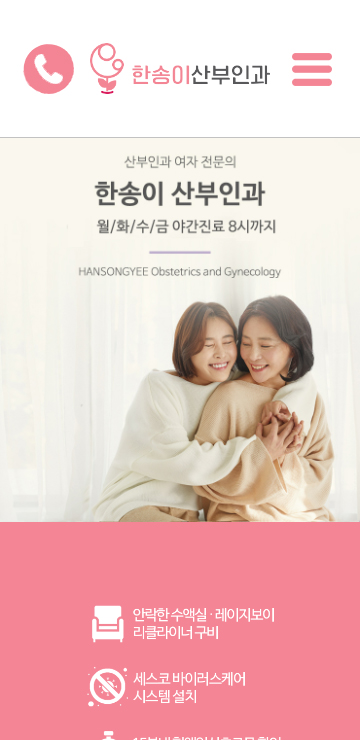 한송이산부인과
산부인과 여자 전문의
한송이 산부인과
월/화/수/금 야간진료 8시까지
HANSONGYEE Obstetrics and Gynecology
안락한 수액실 · 레이지보이
리클라이너 구비
세스코 바이러스케어
시스템 설치